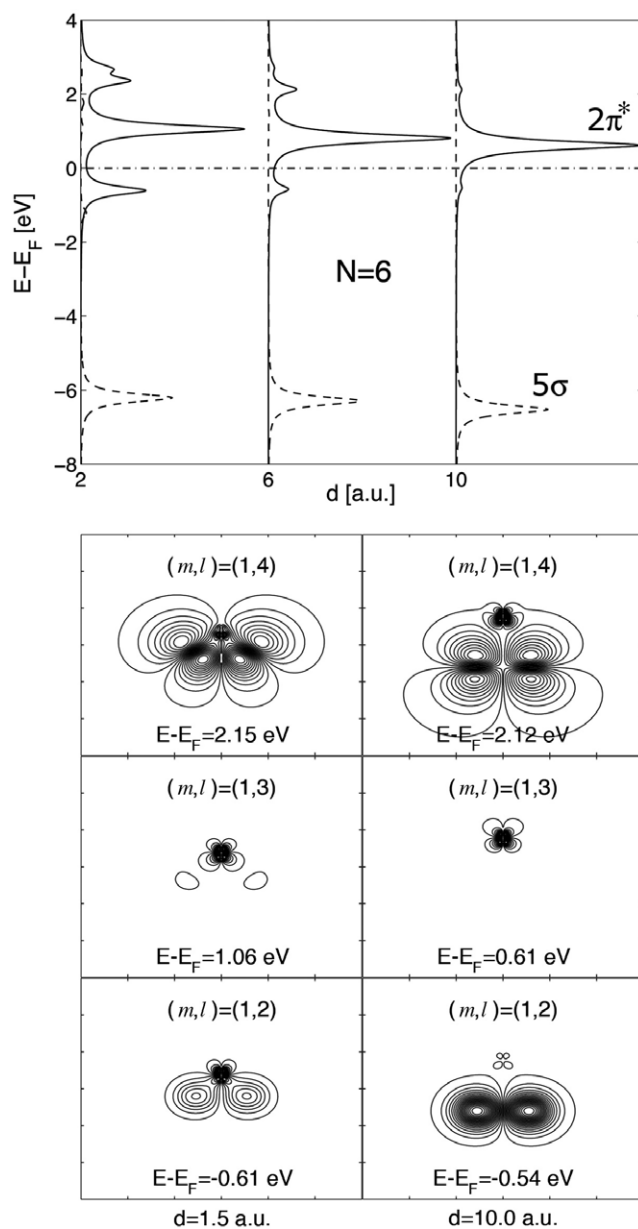 4
2
0
−2
−4
−6
−8
E−E_F [eV]
2π*
N=6
5σ
2
6
10
d [a.u.]
(m,l)=(1,4)
(m,l)=(1,4)
E-E_F=2.15 eV
E-E_F=2.12 eV
(m,l)=(1,3)
(m,l)=(1,3)
E-E_F=1.06 eV
E-E_F=0.61 eV
(m,l)=(1,2)
(m,l)=(1,2)
E-E_F=-0.61 eV
E-E_F=-0.54 eV
d=1.5 a.u.
d=10.0 a.u.